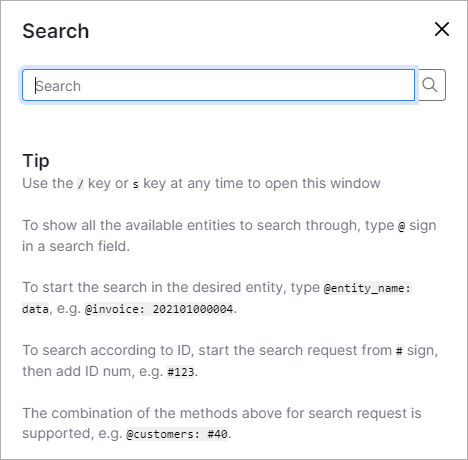 Search
Search
Tip
Use the / key or s key at any time to open this window
To show all the available entities to search through, type @ sign
in a search field.
To start the search in the desired entity, type @entity_name:
data, e.g. @invoice: 202101000004.
To search according to ID, start the search request from # sign,
then add ID num, e.g. #123.
The combination of the methods above for search request is
supported, e.g. @customers: #40.